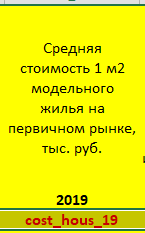 Средняя
стоимость 1 м2
модельного
жилья на
первичном рынке,
тыс. руб.
2019
cost_hous_19